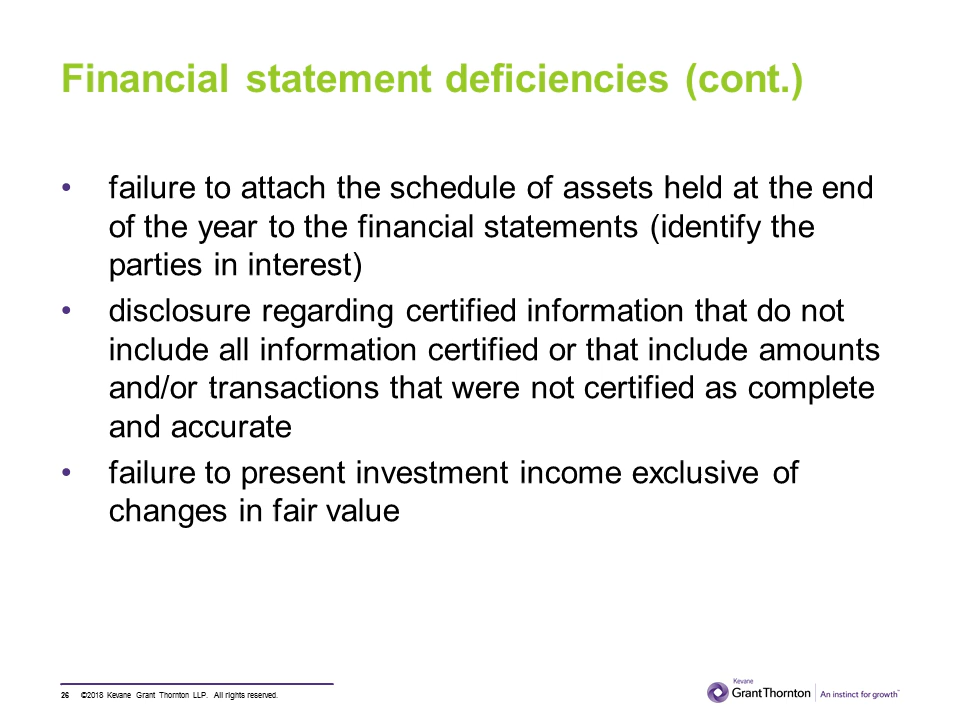 Financial statement deficiencies (cont.)
• failure to attach the schedule of assets held at the end
of the year to the financial statements (identify the
parties in interest)
• disclosure regarding certified information that do not
include all information certified or that include amounts
and/or transactions that were not certified as complete
and accurate
• failure to present investment income exclusive of
changes in fair value
26 ©2018 Kevane Grant Thornton LLP. All rights reserved.
Kevane
GrantThornton An instinct for growth™